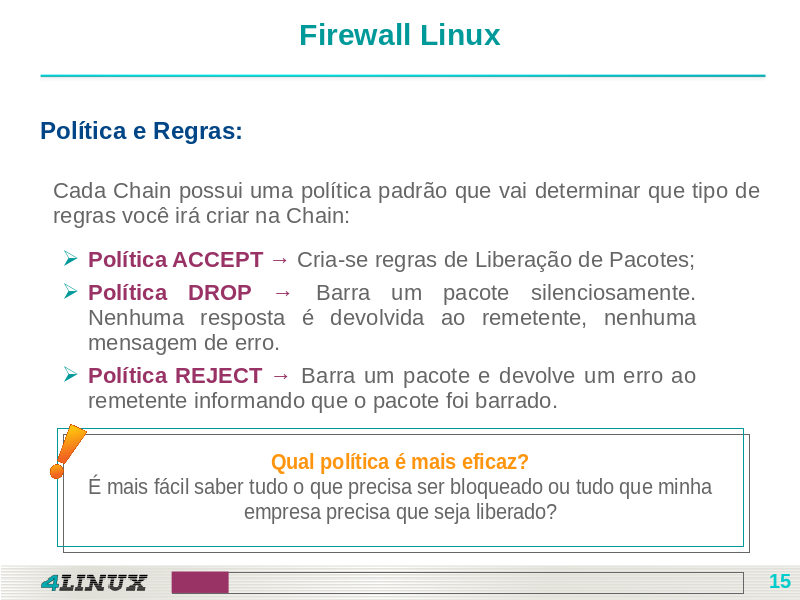 Firewall Linux
Política e Regras:
Cada Chain possui uma política padrão que vai determinar que tipo de
regras você irá criar na Chain:
Política ACCEPT → Cria-se regras de Liberação de Pacotes;
Política DROP → Barra um pacote silenciosamente.
Nenhuma resposta é devolvida ao remetente, nenhuma
mensagem de erro.
Política REJECT → Barra um pacote e devolve um erro ao
remetente informando que o pacote foi barrado.
Qual política é mais eficaz?
É mais fácil saber tudo o que precisa ser bloqueado ou tudo que minha
empresa precisa que seja liberado?
4LINUX
15